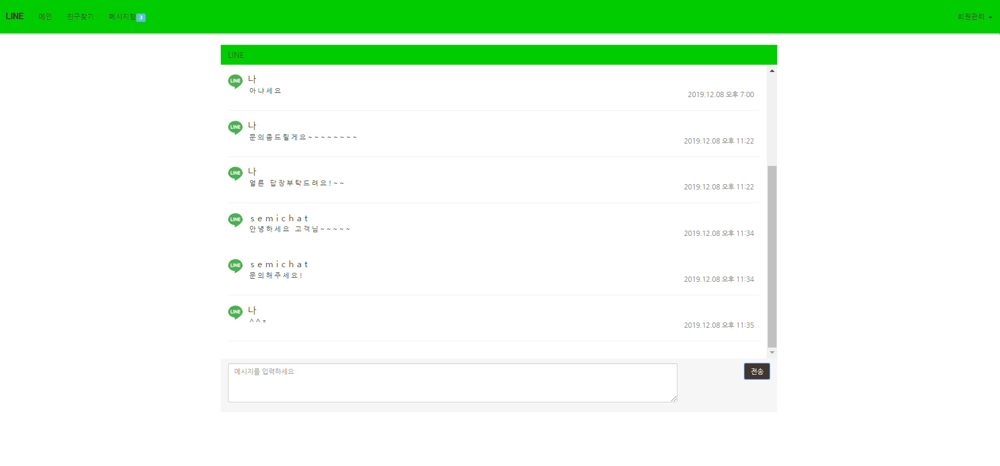 LINE 메인 친구찾기 메시지함 3 회원관리
LINE
LINE 나
아냐세요
2019.12.08 오후 7:00
LINE 나
문의좀드릴게요~~~~~~~~
2019.12.08 오후 11:22
LINE 나
얼른 답장부탁드려요!~~
2019.12.08 오후 11:22
LINE semichat
안녕하세요 고객님~~~~~
2019.12.08 오후 11:34
LINE semichat
문의해주세요!
2019.12.08 오후 11:34
LINE 나
^^*
2019.12.08 오후 11:35
메시지를 입력하세요 전송